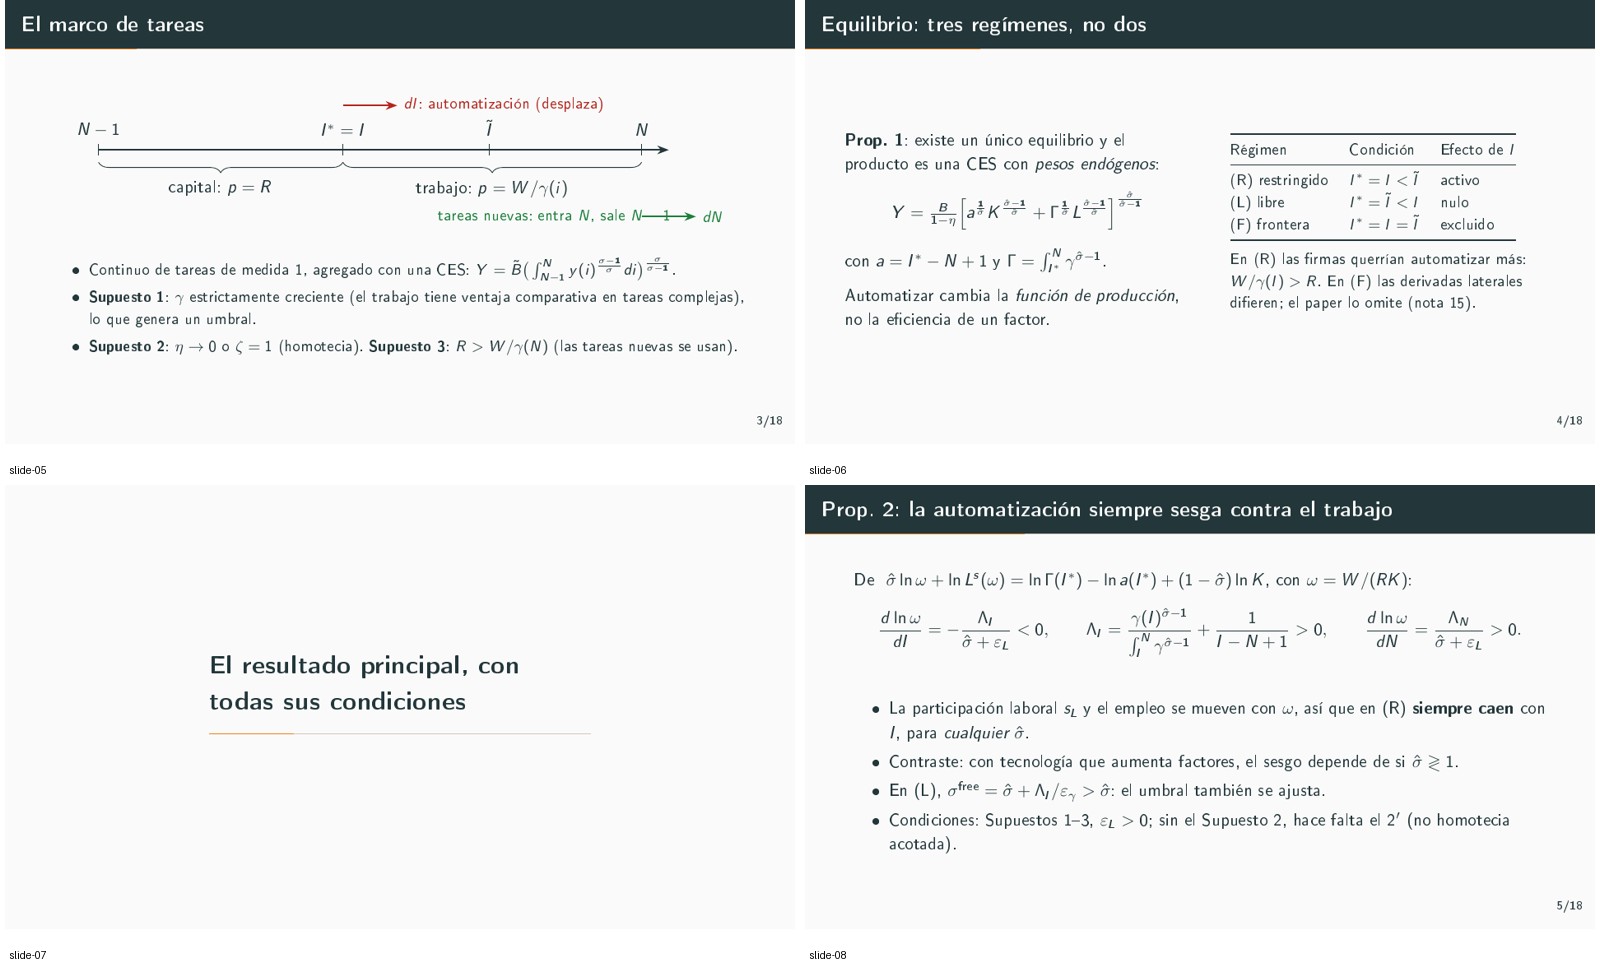 El marco de tareas
dI: automatización (desplaza)
N − 1
I* = I
Ĩ
N
capital: p = R
trabajo: p = W/γ(i)
tareas nuevas: entra N, sale N − 1
dN
• Continuo de tareas de medida 1, agregado con una CES: Y = B̃(∫_{N−1}^{N} y(i)^{(σ−1)/σ} di)^{σ/(σ−1)}.
• Supuesto 1: γ estrictamente creciente (el trabajo tiene ventaja comparativa en tareas complejas),
lo que genera un umbral.
• Supuesto 2: η → 0 o ζ = 1 (homotecia). Supuesto 3: R > W/γ(N) (las tareas nuevas se usan).
3/18
slide-05
Equilibrio: tres regímenes, no dos
Prop. 1: existe un único equilibrio y el
producto es una CES con pesos endógenos:
Y = B/(1−η) [a^{1/σ̂} K^{(σ̂−1)/σ̂} + Γ^{1/σ̂} L^{(σ̂−1)/σ̂}]^{σ̂/(σ̂−1)}
con a = I* − N + 1 y Γ = ∫_{I*}^{N} γ^{σ̂−1}.
Automatizar cambia la función de producción,
no la eficiencia de un factor.
Régimen Condición Efecto de I
(R) restringido I* = I < Ĩ activo
(L) libre I* = Ĩ < I nulo
(F) frontera I* = I = Ĩ excluido
En (R) las firmas querrían automatizar más:
W/γ(I) > R. En (F) las derivadas laterales
difieren; el paper lo omite (nota 15).
4/18
slide-06
El resultado principal, con
todas sus condiciones
slide-07
Prop. 2: la automatización siempre sesga contra el trabajo
De σ̂ ln ω + ln L^s(ω) = ln Γ(I*) − ln a(I*) + (1 − σ̂) ln K, con ω = W/(RK):
d ln ω/dI = −Λ_I/(σ̂ + ε_L) < 0, Λ_I = γ(I)^{σ̂−1}/∫_I^N γ^{σ̂−1} + 1/(I − N + 1) > 0, d ln ω/dN = Λ_N/(σ̂ + ε_L) > 0.
• La participación laboral s_L y el empleo se mueven con ω, así que en (R) siempre caen con
I, para cualquier σ̂.
• Contraste: con tecnología que aumenta factores, el sesgo depende de si σ̂ ≷ 1.
• En (L), σ^free = σ̂ + Λ_I/ε_γ > σ̂: el umbral también se ajusta.
• Condiciones: Supuestos 1–3, ε_L > 0; sin el Supuesto 2, hace falta el 2′ (no homotecia
acotada).
5/18
slide-08